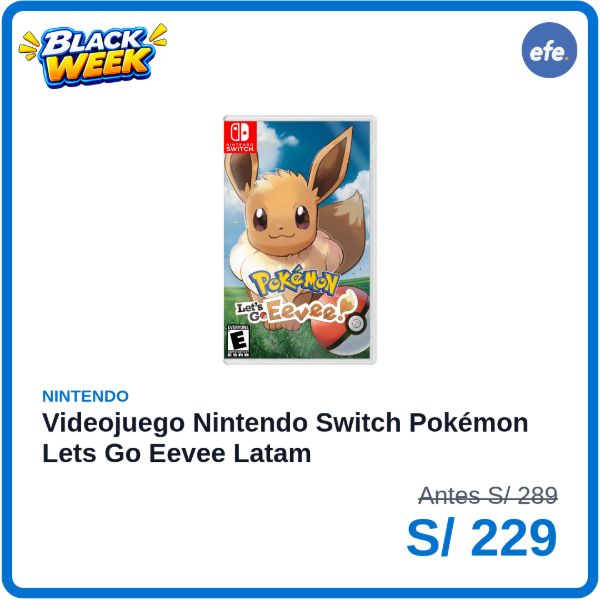 BLACK
WEEK
efe.
NINTENDO
SWITCH
POKéMON
Let's
Go Eevee!
EVERYONE
E
ESRB
NINTENDO
Videojuego Nintendo Switch Pokémon
Lets Go Eevee Latam
Antes S/ 289
S/ 229